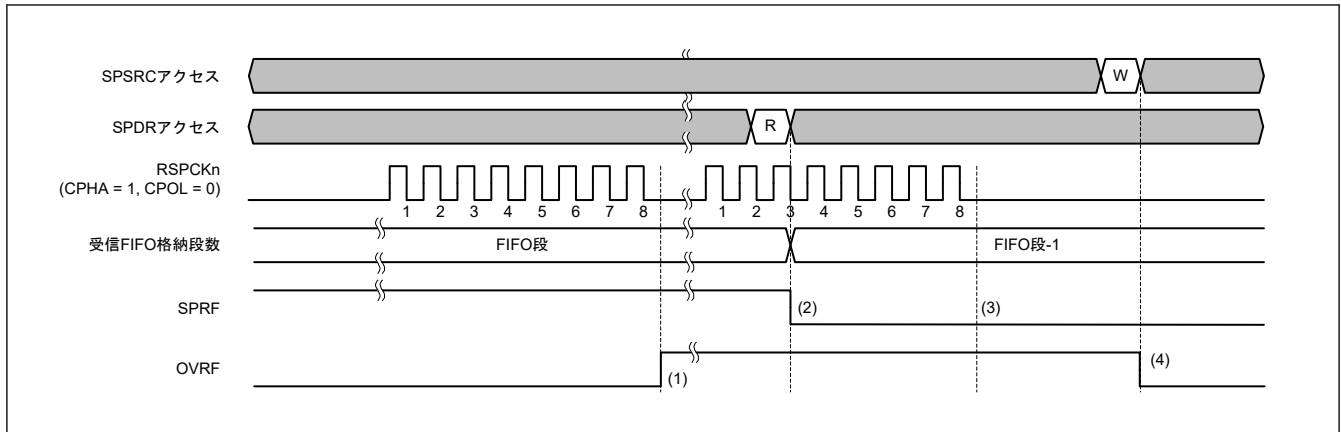 SPSRCアクセス
W
SPDRアクセス
R
RSPCKn
(CPHA = 1, CPOL = 0)
1 2 3 4 5 6 7 8 1 2 3 4 5 6 7 8
受信FIFO格納段数 FIFO段 FIFO段-1
SPRF (2) (3)
OVRF (1) (4)